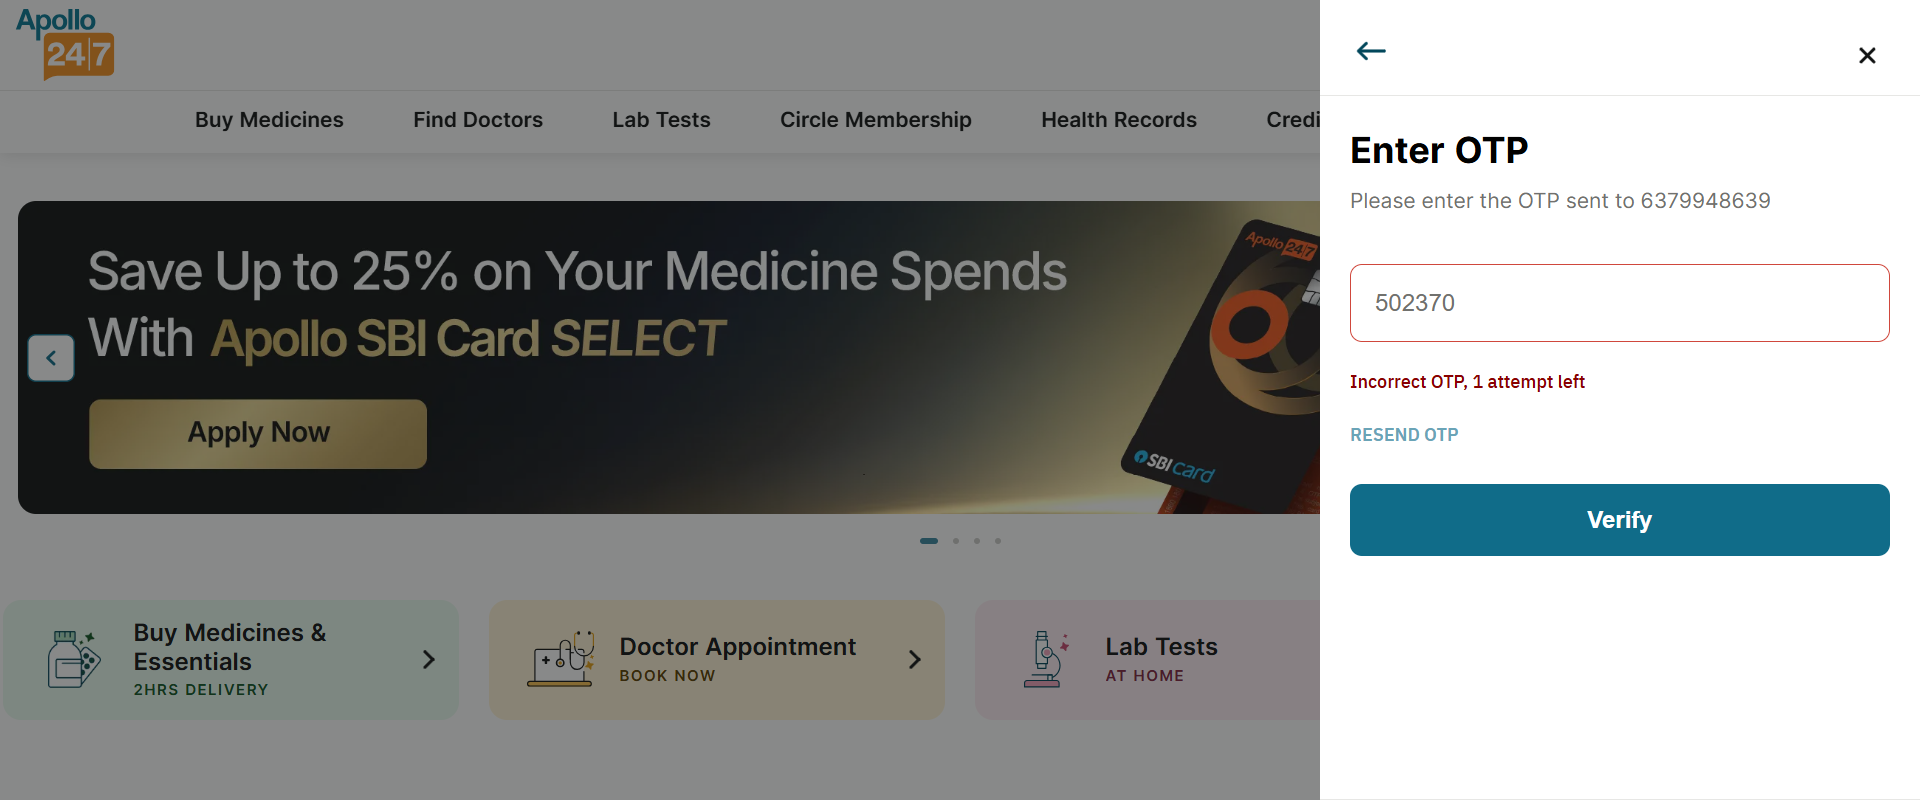 Apollo
24|7
Buy Medicines
Find Doctors
Lab Tests
Circle Membership
Health Records
Credi
Save Up to 25% on Your Medicine Spends
With Apollo SBI Card SELECT
Apply Now
Apollo 24|7
SBI card
Buy Medicines &
Essentials
2HRS DELIVERY
Doctor Appointment
BOOK NOW
Lab Tests
AT HOME
Enter OTP
Please enter the OTP sent to 6379948639
502370
Incorrect OTP, 1 attempt left
RESEND OTP
Verify